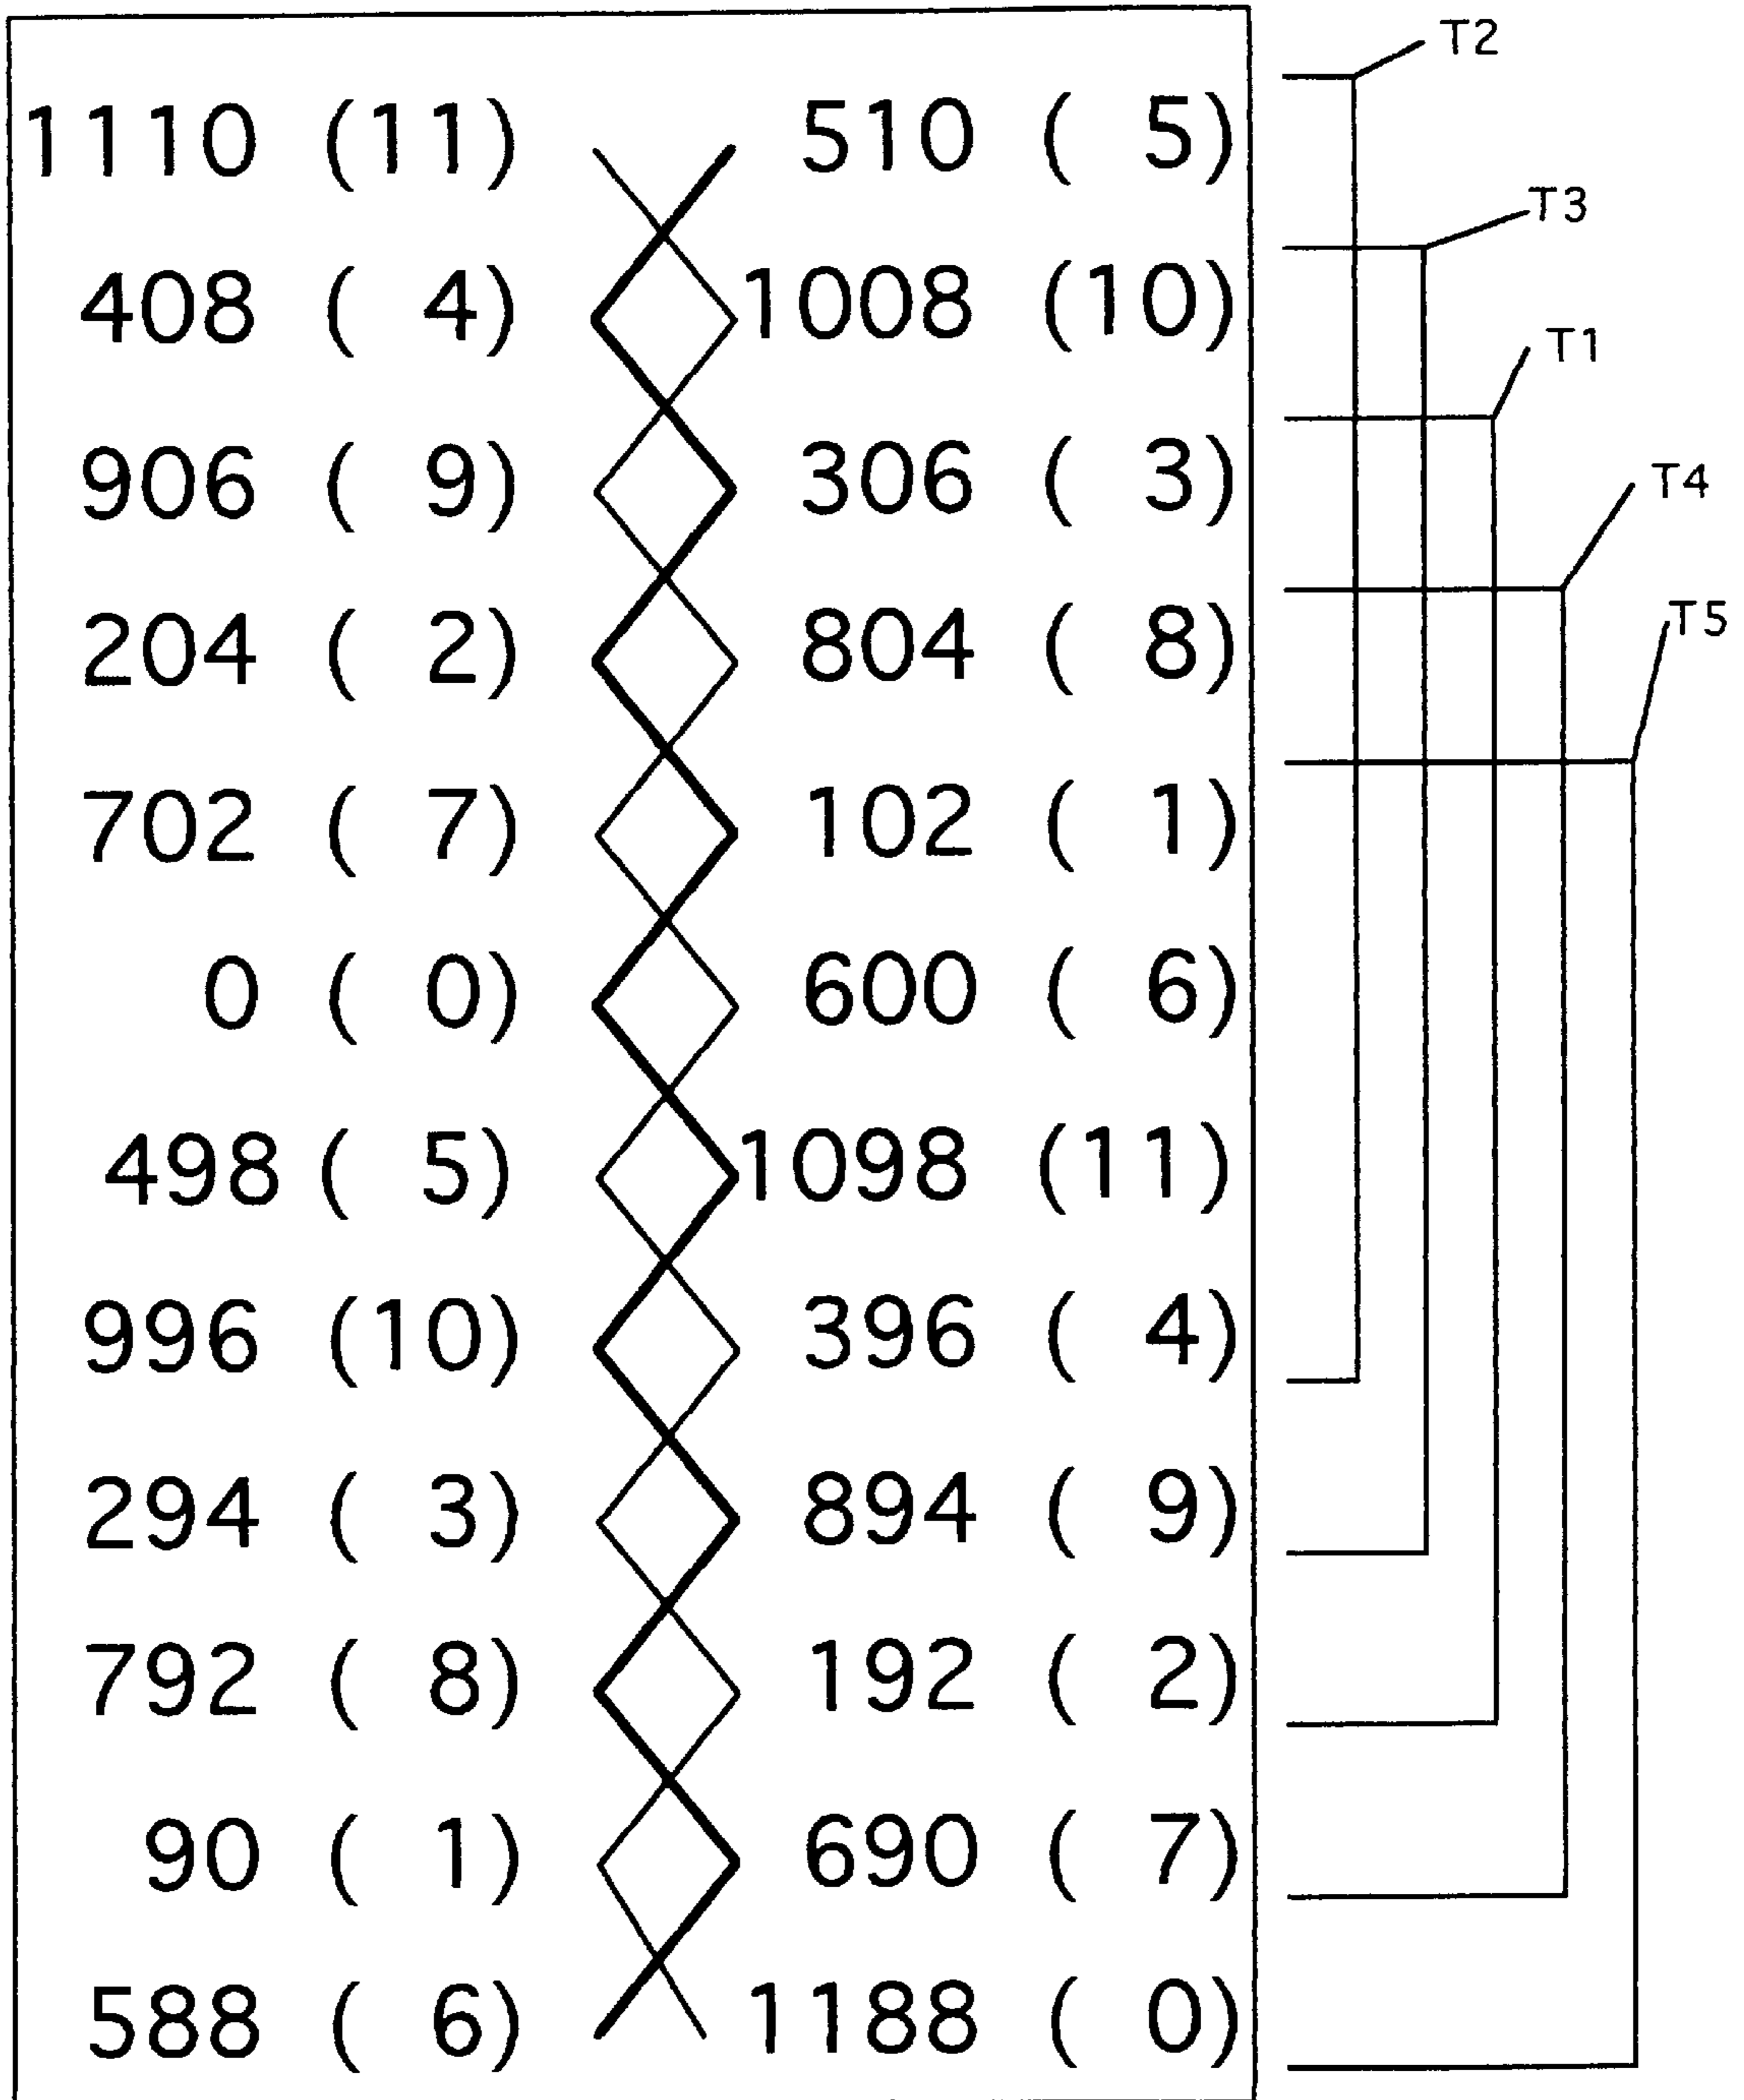 T2
1110 (11) 510 ( 5)
T3
408 ( 4) 1008 (10)
T1
906 ( 9) 306 ( 3)
T4
204 ( 2) 804 ( 8)
T5
702 ( 7) 102 ( 1)
0 ( 0) 600 ( 6)
498 ( 5) 1098 (11)
996 (10) 396 ( 4)
294 ( 3) 894 ( 9)
792 ( 8) 192 ( 2)
90 ( 1) 690 ( 7)
588 ( 6) 1188 ( 0)